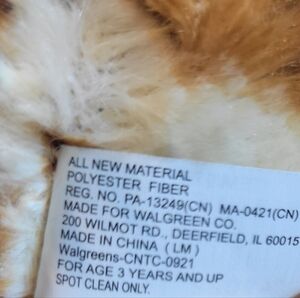 ALL NEW MATERIAL
POLYESTER FIBER
REG. NO. PA-13249(CN) MA-0421(CN)
MADE FOR WALGREEN CO.
200 WILMOT RD., DEERFIELD, IL 60015
MADE IN CHINA ( LM )
Walgreens-CNTC-0921
FOR AGE 3 YEARS AND UP
SPOT CLEAN ONLY.